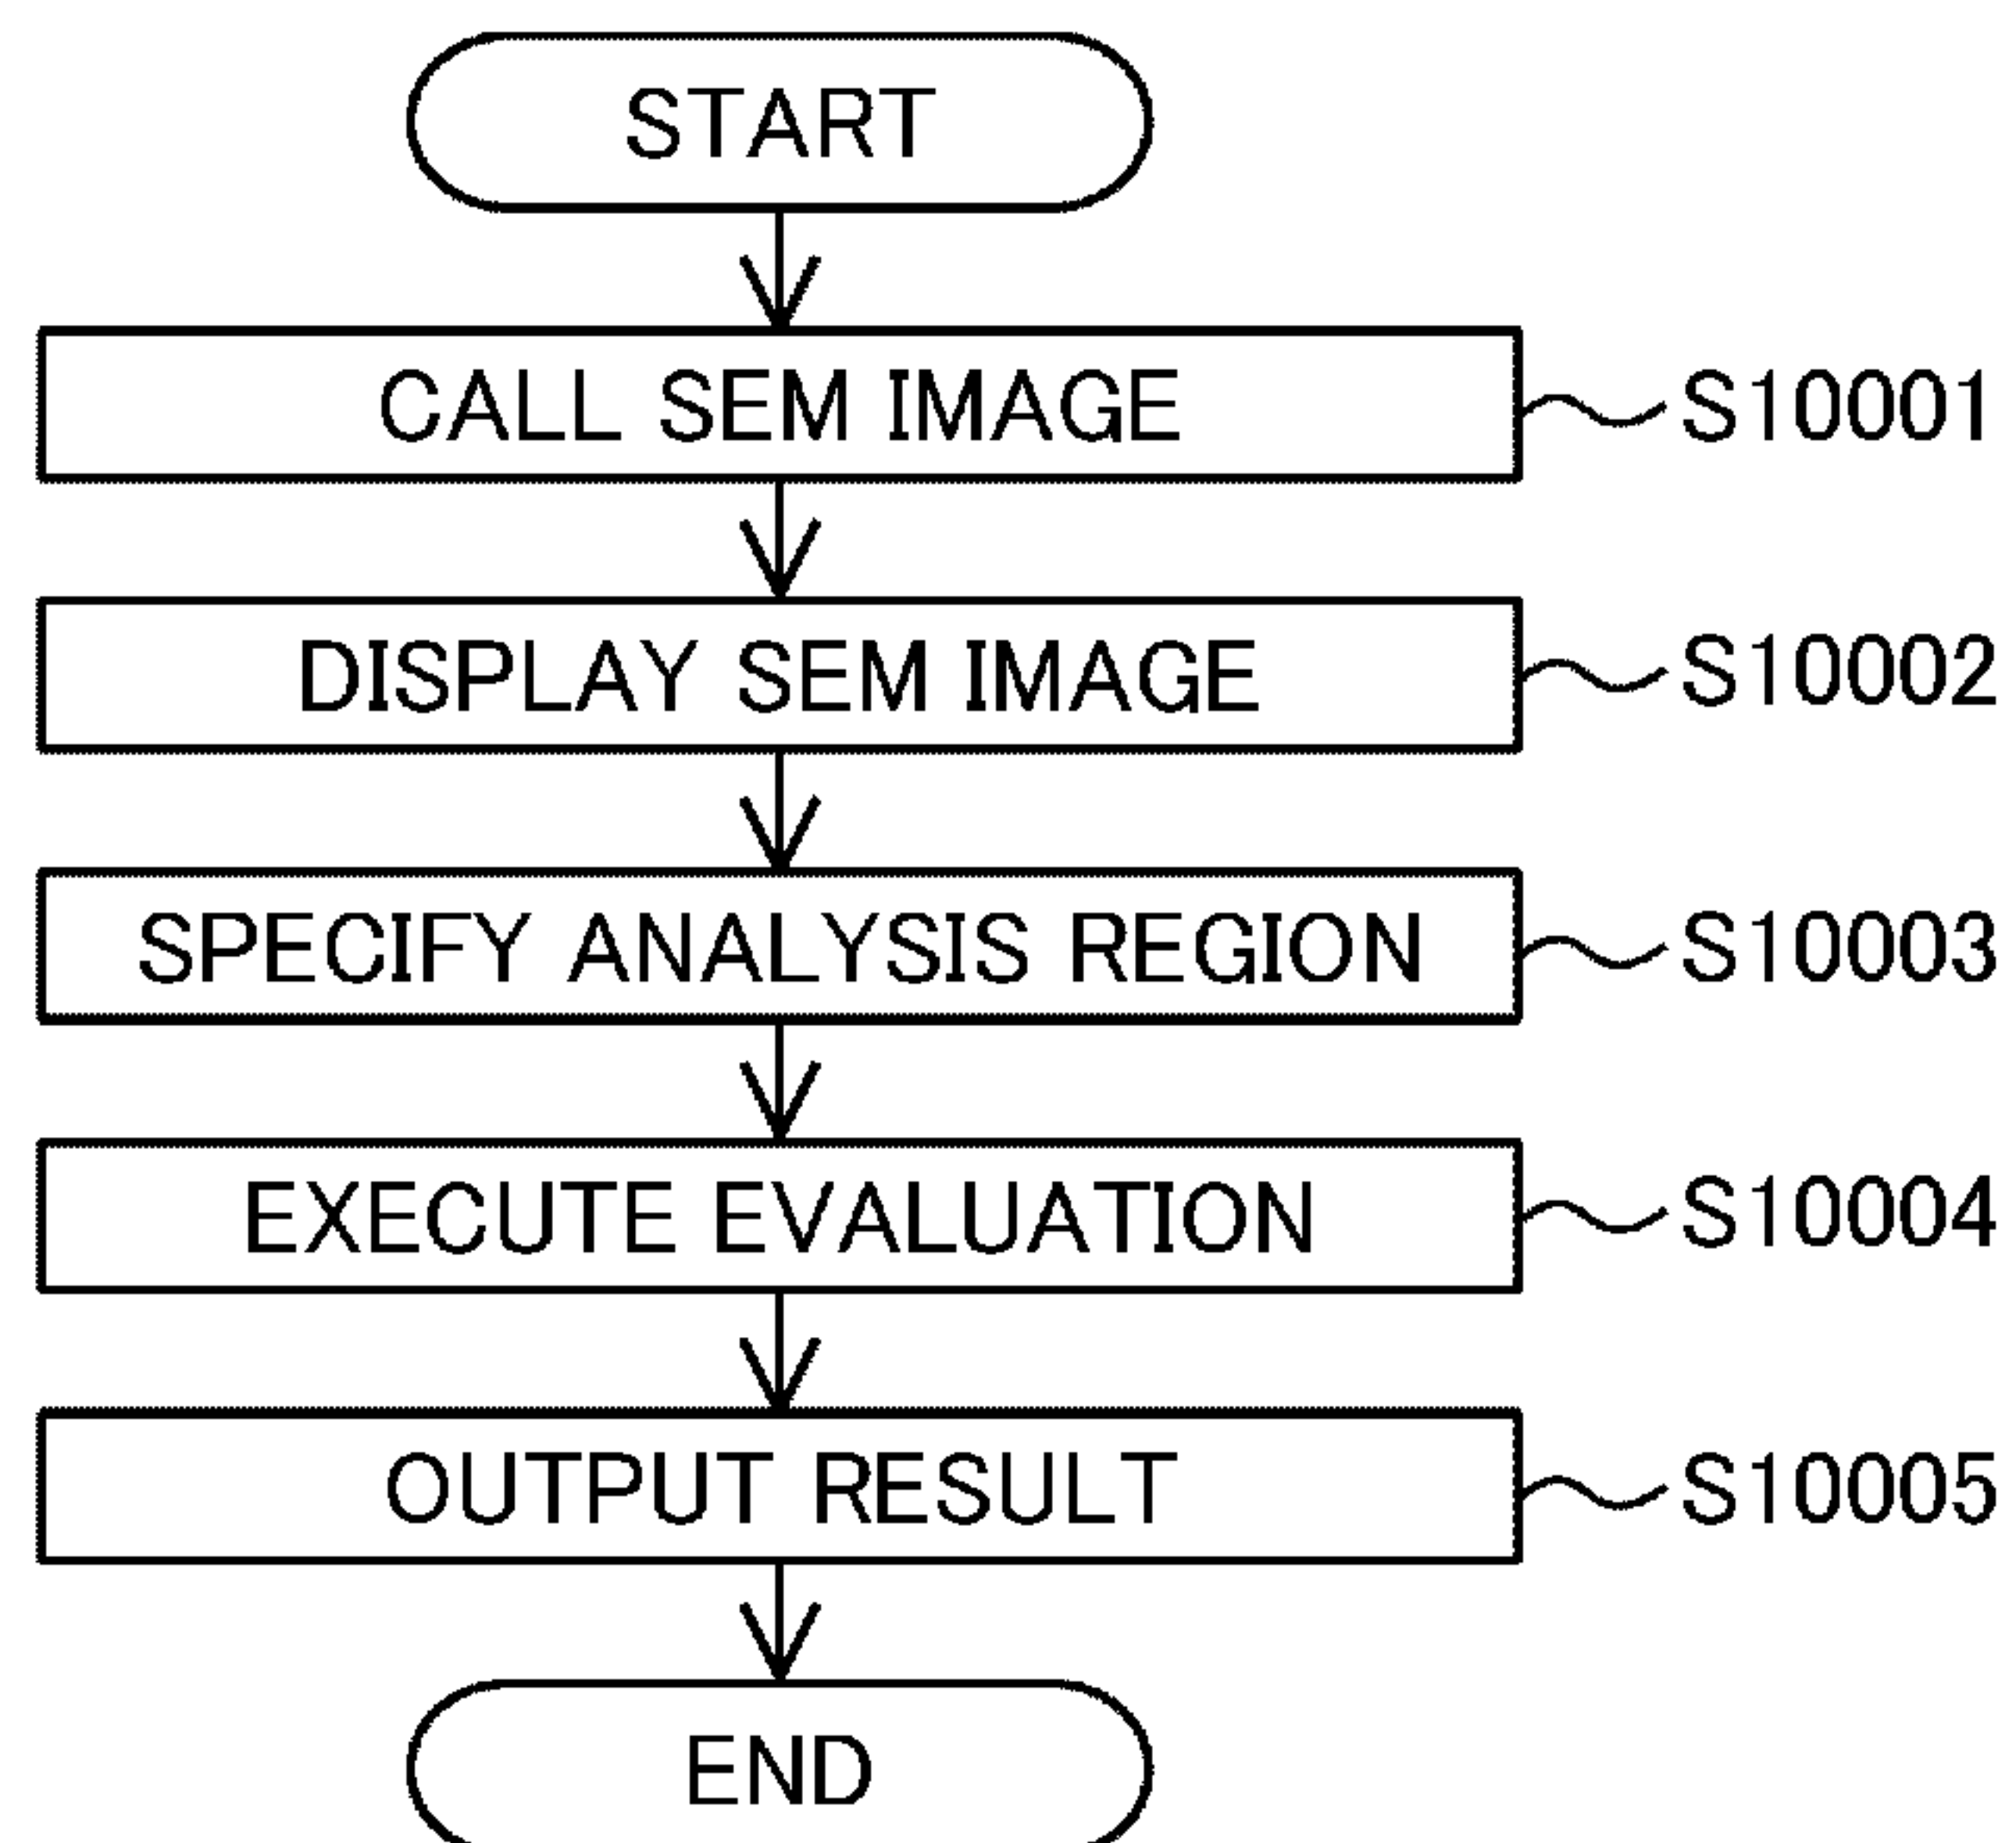 START
CALL SEM IMAGE
S10001
DISPLAY SEM IMAGE
S10002
SPECIFY ANALYSIS REGION
S10003
EXECUTE EVALUATION
S10004
OUTPUT RESULT
S10005
END